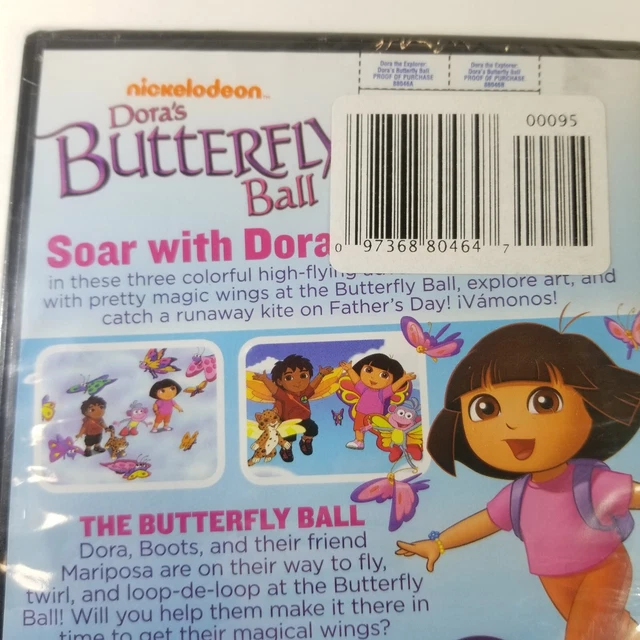 Dora the Explorer:
Dora's Butterfly Ball
PROOF OF PURCHASE
Dora the Explorer:
Dora's Butterfly Ball
PROOF OF PURCHASE
nickelodeon
Dora's
BUTTERFLY
Ball
00095
0 97368 80464 7
Soar with Dora
in these three colorful high-flying
with pretty magic wings at the Butterfly Ball, explore art, and
catch a runaway kite on Father's Day! ¡Vámonos!
THE BUTTERFLY BALL
Dora, Boots, and their friend
Mariposa are on their way to fly,
twirl, and loop-de-loop at the Butterfly
Ball! Will you help them make it there in
time to get their magical wings?